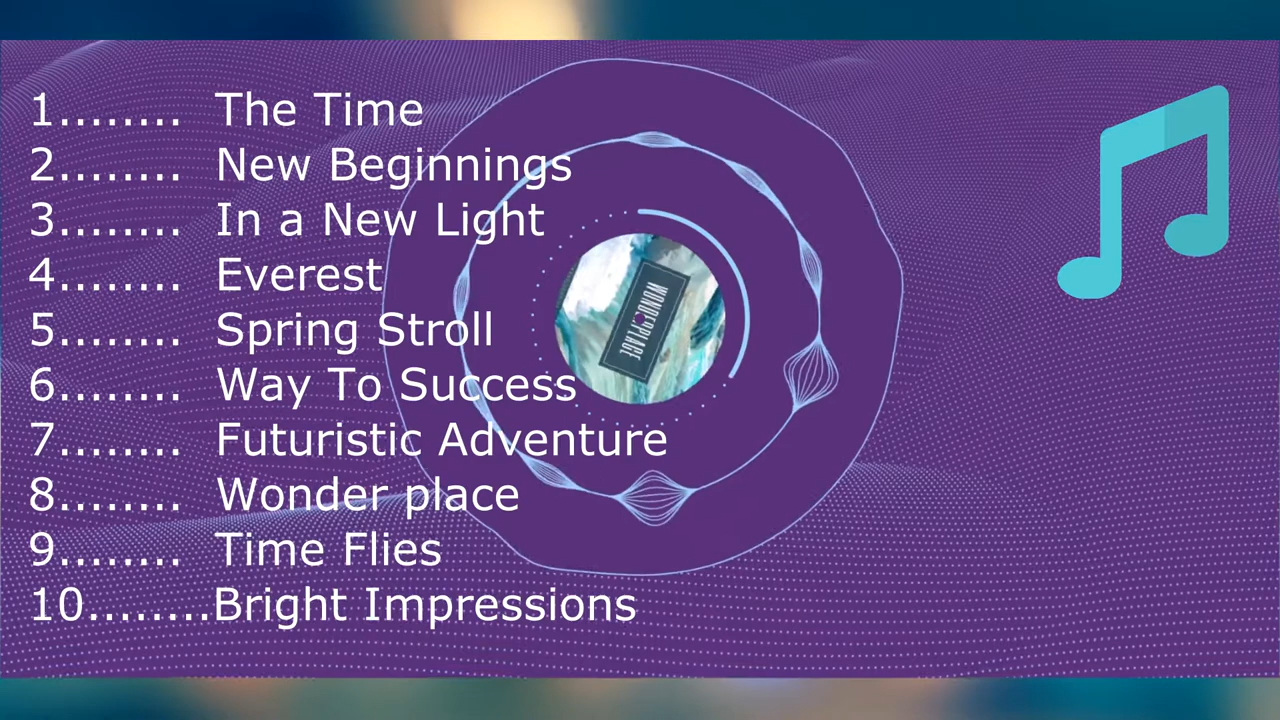 1........ The Time
2........ New Beginnings
3........ In a New Light
4........ Everest
5........ Spring Stroll
6........ Way To Success
7........ Futuristic Adventure
8........ Wonder place
9........ Time Flies
10........Bright Impressions
WONDERPLACE